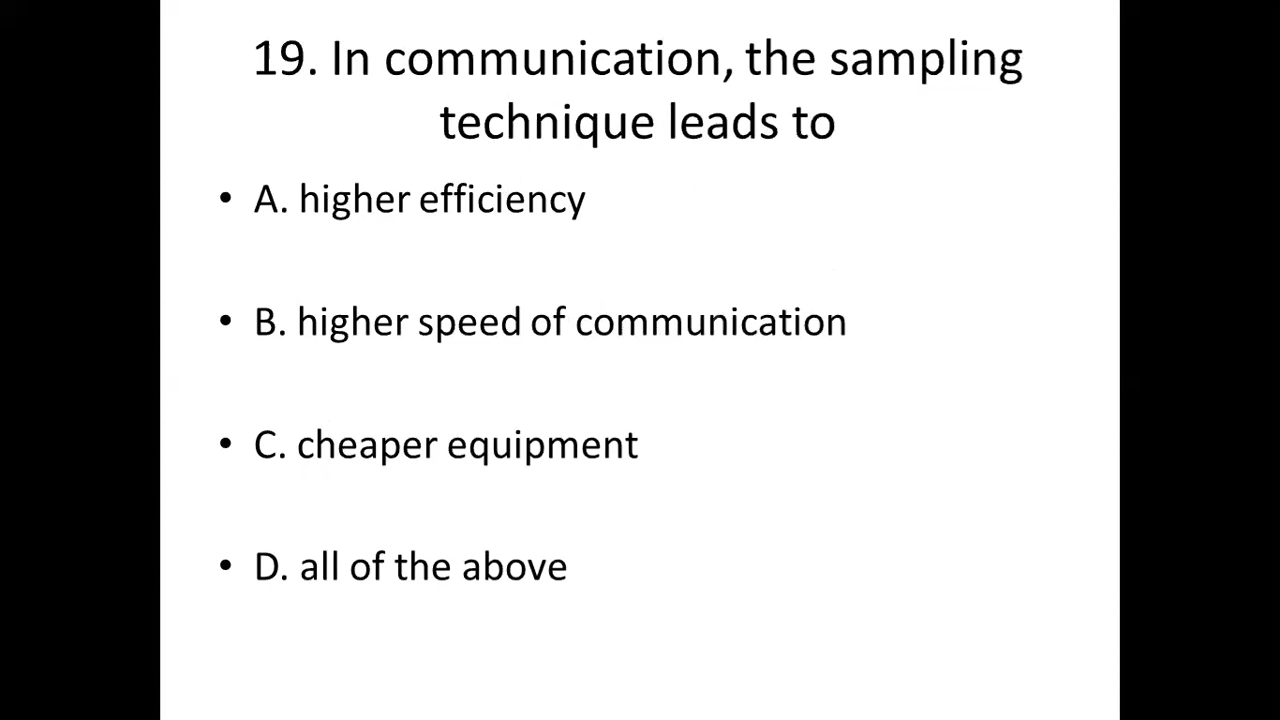 19. In communication, the sampling
technique leads to
• A. higher efficiency
• B. higher speed of communication
• C. cheaper equipment
• D. all of the above